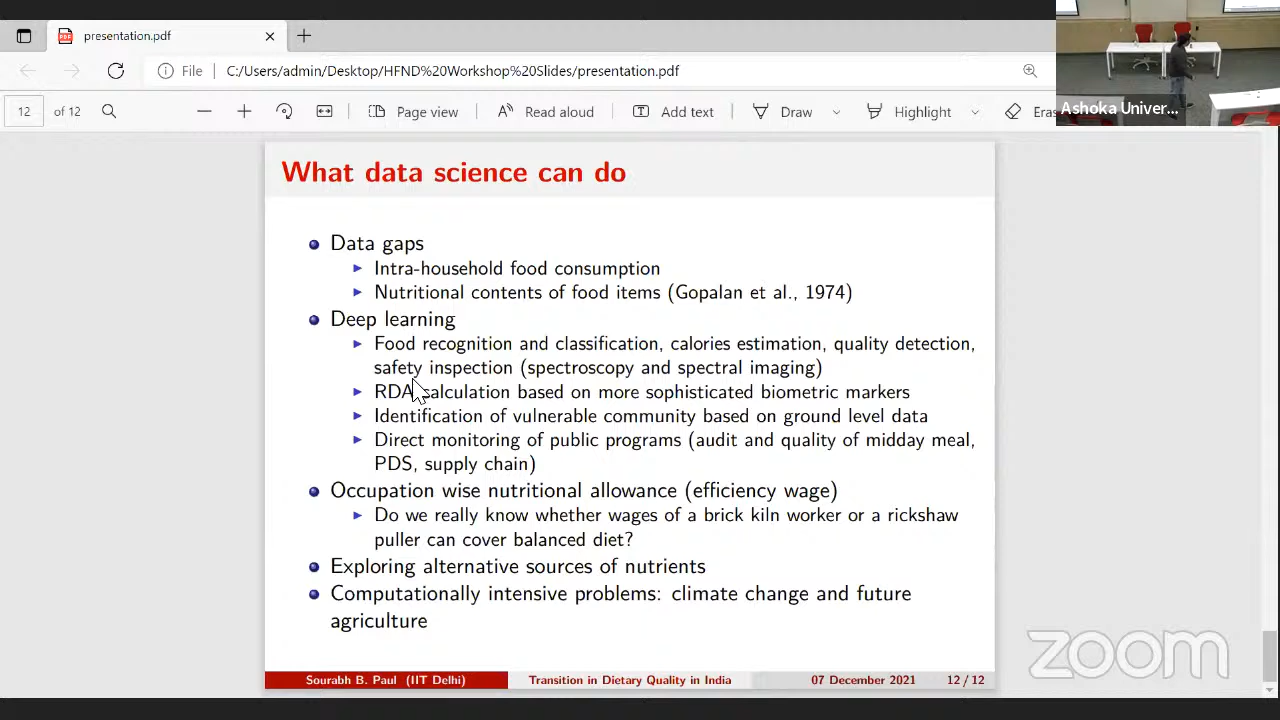 presentation.pdf
File
C:/Users/admin/Desktop/HFND%20Workshop%20Slides/presentation.pdf
12 of 12
Page view
Read aloud
Add text
Draw
Highlight
Eras
Ashoka Univer...
What data science can do
Data gaps
Intra-household food consumption
Nutritional contents of food items (Gopalan et al., 1974)
Deep learning
Food recognition and classification, calories estimation, quality detection,
safety inspection (spectroscopy and spectral imaging)
RDA calculation based on more sophisticated biometric markers
Identification of vulnerable community based on ground level data
Direct monitoring of public programs (audit and quality of midday meal,
PDS, supply chain)
Occupation wise nutritional allowance (efficiency wage)
Do we really know whether wages of a brick kiln worker or a rickshaw
puller can cover balanced diet?
Exploring alternative sources of nutrients
Computationally intensive problems: climate change and future
agriculture
zoom
Sourabh B. Paul (IIT Delhi) Transition in Dietary Quality in India 07 December 2021 12 / 12